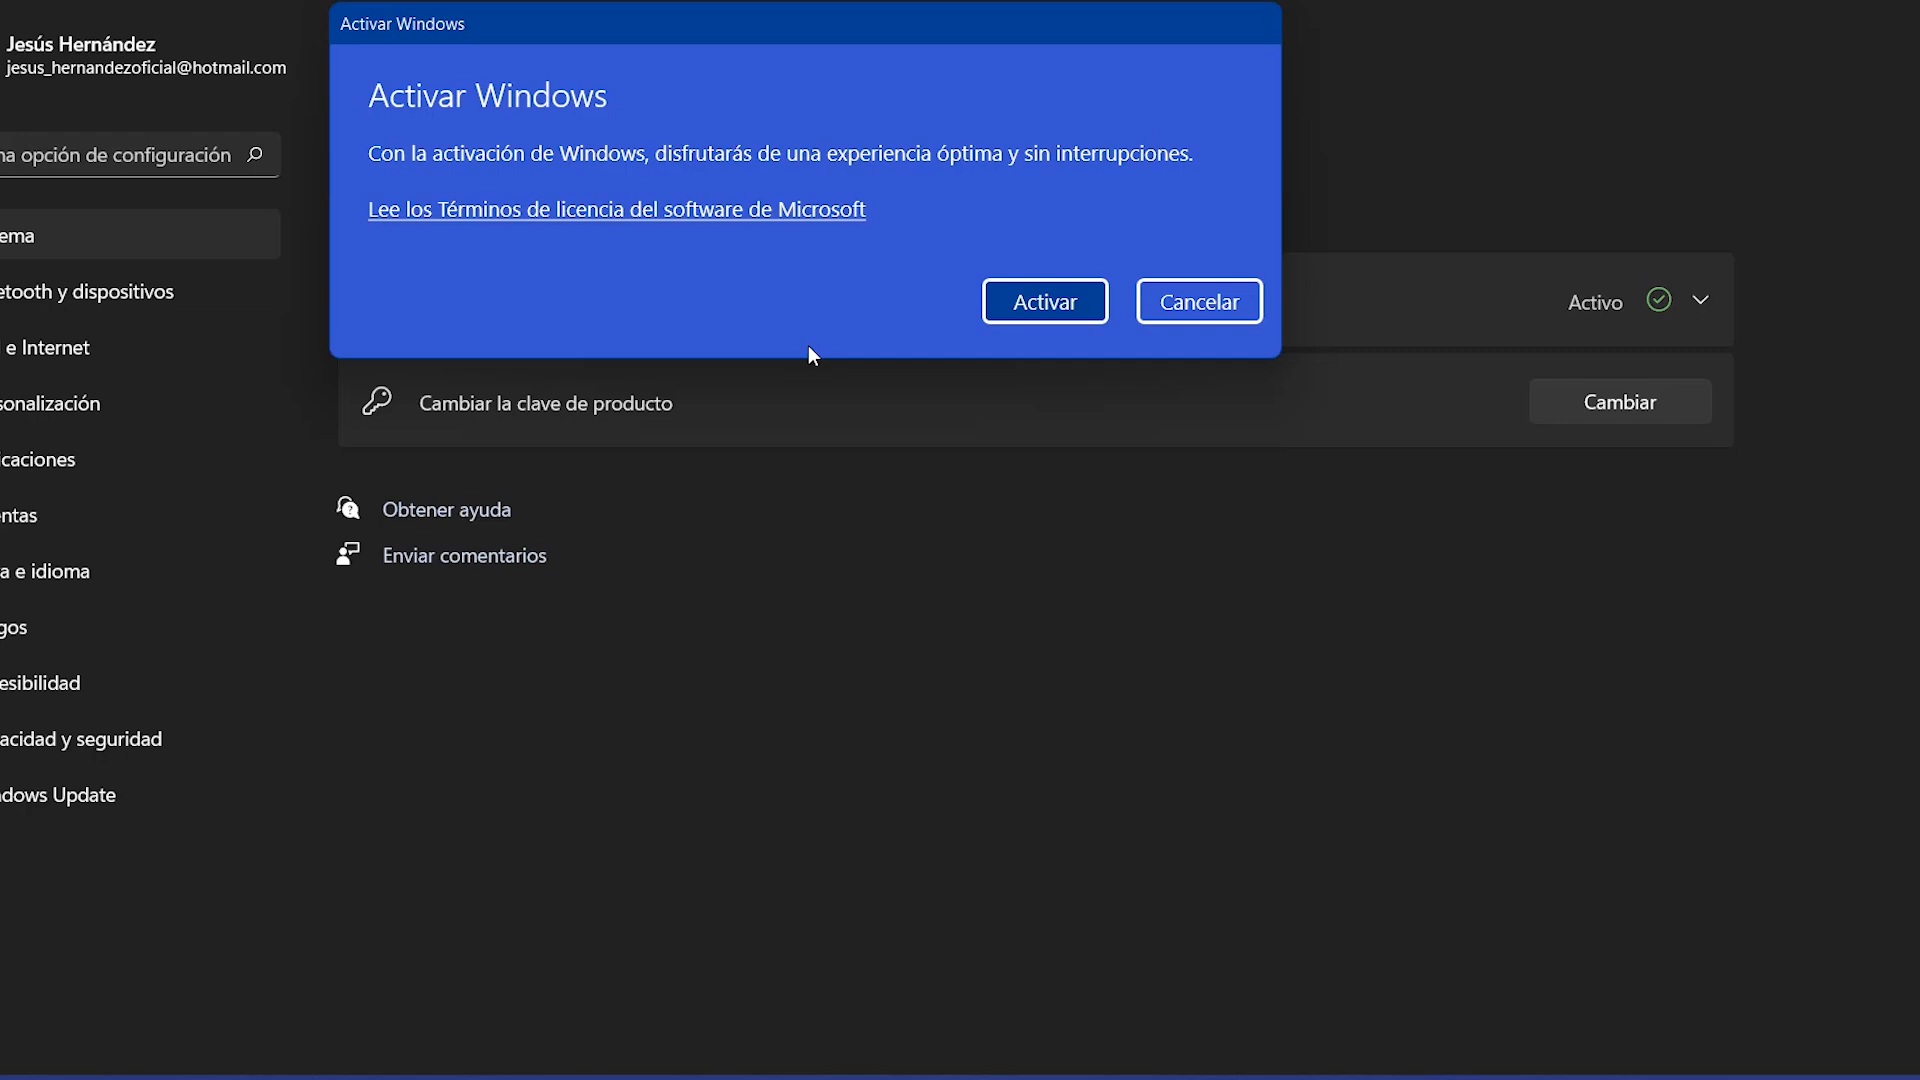 Activar Windows
Jesús Hernández
jesus_hernandezoficial@hotmail.com
Activar Windows
Con la activación de Windows, disfrutarás de una experiencia óptima y sin interrupciones.
na opción de configuración
Lee los Términos de licencia del software de Microsoft
ema
etooth y dispositivos
Activar
Cancelar
Activo
e Internet
sonalización
Cambiar la clave de producto
Cambiar
icaciones
entas
Obtener ayuda
Enviar comentarios
a e idioma
gos
esibilidad
acidad y seguridad
dows Update